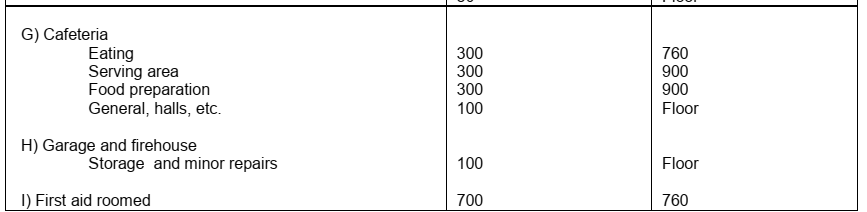 G) Cafeteria
Eating 300 760
Serving area 300 900
Food preparation 300 900
General, halls, etc. 100 Floor
H) Garage and firehouse
Storage and minor repairs 100 Floor
I) First aid roomed 700 760